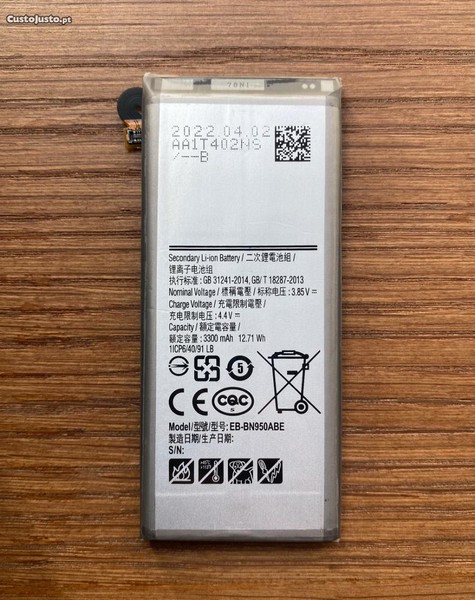 CustoJusto.pt
2022.04.02
AA1T402NS
/--B
Secondary Li-ion Battery / 二次鋰電池組 /
锂离子电池组
执行标准 : GB 31241-2014, GB/T 18287-2013
Nominal Voltage / 標稱電壓 / 标称电压 : 3.85 V ⎓
Charge Voltage / 充電限制電壓 /
充电限制电压 : 4.4 V ⎓
Capacity / 額定容量 /
额定容量 : 3300 mAh 12.71 Wh
1ICP6/40/91 LB
5
CE
CQC
S
Model/型號/型号: EB-BN950ABE
製造日期/生产日期:
S/N: